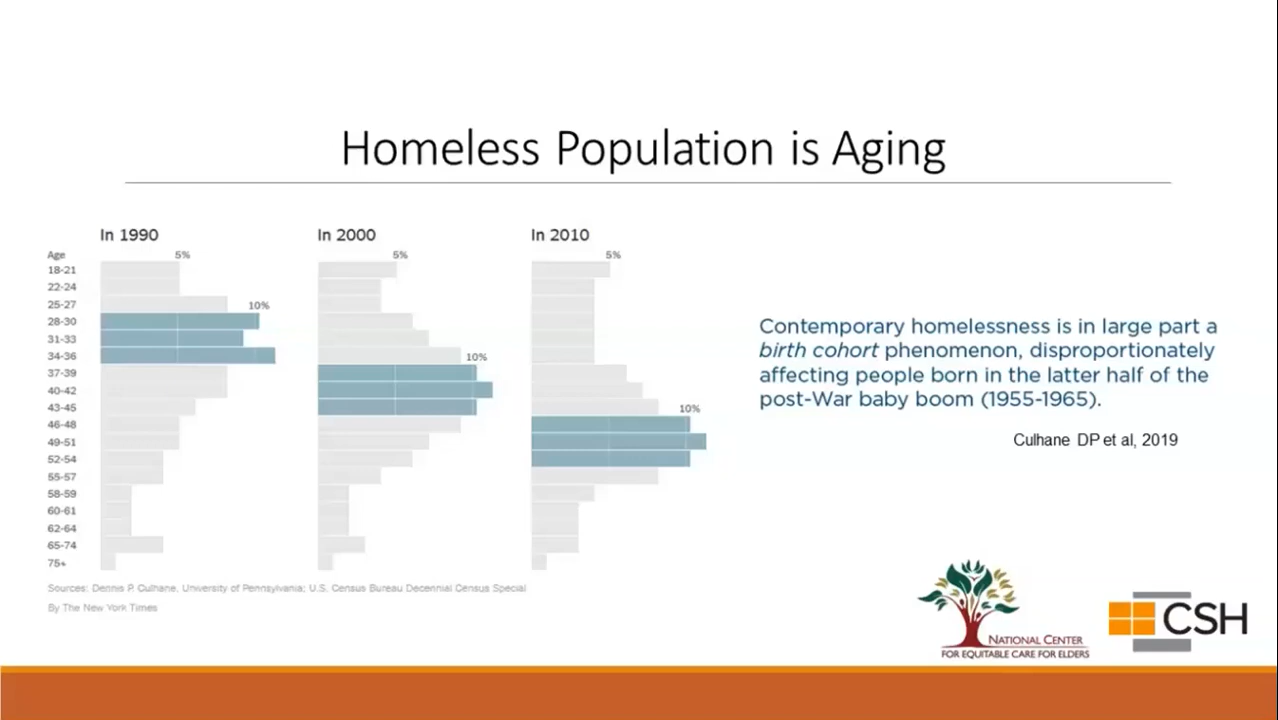 Homeless Population is Aging
In 1990
In 2000
In 2010
Age
5%
5%
5%
18-21
22-24
25-27
10%
28-30
31-33
34-36
10%
37-39
40-42
43-45
10%
46-48
49-51
52-54
55-57
58-59
60-61
62-64
65-74
75+
Sources: Dennis P. Culhane, University of Pennsylvania; U.S. Census Bureau Decennial Census Special
By The New York Times
Contemporary homelessness is in large part a
birth cohort phenomenon, disproportionately
affecting people born in the latter half of the
post-War baby boom (1955-1965).
Culhane DP et al, 2019
NATIONAL CENTER
FOR EQUITABLE CARE FOR ELDERS
CSH